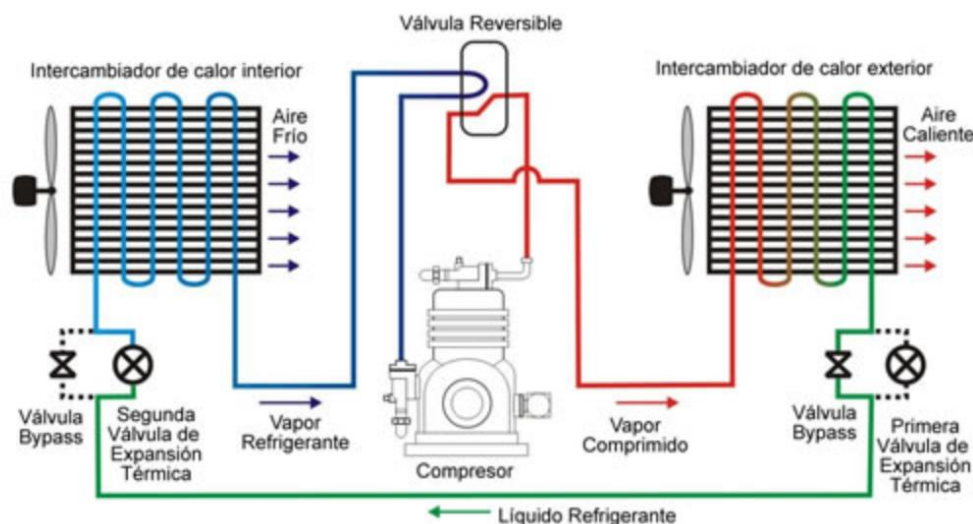 Válvula Reversible
Intercambiador de calor interior
Intercambiador de calor exterior
Aire
Frío
Aire
Caliente
Válvula
Bypass
Segunda
Válvula de
Expansión
Térmica
Vapor
Refrigerante
Compresor
Vapor
Comprimido
Válvula
Bypass
Primera
Válvula de
Expansión
Térmica
Líquido Refrigerante